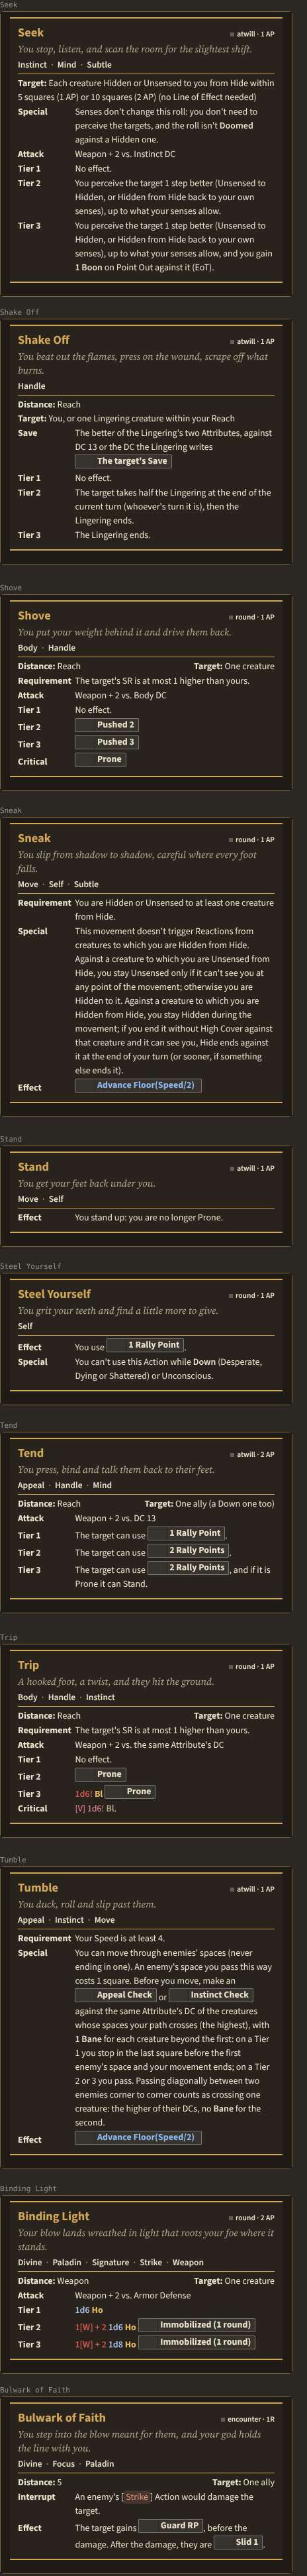 Seek
Seek
atwill · 1 AP
You stop, listen, and scan the room for the slightest shift.
Instinct · Mind · Subtle
Target: Each creature Hidden or Unsensed to you from Hide within
5 squares (1 AP) or 10 squares (2 AP) (no Line of Effect needed)
Special Senses don't change this roll: you don't need to
perceive the targets, and the roll isn't Doomed
against a Hidden one.
Attack Weapon + 2 vs. Instinct DC
Tier 1 No effect.
Tier 2 You perceive the target 1 step better (Unsensed to
Hidden, or Hidden from Hide back to your own
senses), up to what your senses allow.
Tier 3 You perceive the target 1 step better (Unsensed to
Hidden, or Hidden from Hide back to your own
senses), up to what your senses allow, and you gain
1 Boon on Point Out against it (EoT).
Shake Off
Shake Off
atwill · 1 AP
You beat out the flames, press on the wound, scrape off what
burns.
Handle
Distance: Reach
Target: You, or one Lingering creature within your Reach
Save The better of the Lingering's two Attributes, against
DC 13 or the DC the Lingering writes
The target's Save
Tier 1 No effect.
Tier 2 The target takes half the Lingering at the end of the
current turn (whoever's turn it is), then the
Lingering ends.
Tier 3 The Lingering ends.
Shove
Shove
round · 1 AP
You put your weight behind it and drive them back.
Body · Handle
Distance: Reach Target: One creature
Requirement The target's SR is at most 1 higher than yours.
Attack Weapon + 2 vs. Body DC
Tier 1 No effect.
Tier 2 Pushed 2
Tier 3 Pushed 3
Critical Prone
Sneak
Sneak
round · 1 AP
You slip from shadow to shadow, careful where every foot
falls.
Move · Self · Subtle
Requirement You are Hidden or Unsensed to at least one creature
from Hide.
Special This movement doesn't trigger Reactions from
creatures to which you are Hidden from Hide.
Against a creature to which you are Unsensed from
Hide, you stay Unsensed only if it can't see you at
any point of the movement; otherwise you are
Hidden to it. Against a creature to which you are
Hidden from Hide, you stay Hidden during the
movement; if you end it without High Cover against
that creature and it can see you, Hide ends against
it at the end of your turn (or sooner, if something
else ends it).
Effect Advance Floor(Speed/2)
Stand
Stand
atwill · 1 AP
You get your feet back under you.
Move · Self
Effect You stand up: you are no longer Prone.
Steel Yourself
Steel Yourself
round · 1 AP
You grit your teeth and find a little more to give.
Self
Effect You use 1 Rally Point.
Special You can't use this Action while Down (Desperate,
Dying or Shattered) or Unconscious.
Tend
Tend
atwill · 2 AP
You press, bind and talk them back to their feet.
Appeal · Handle · Mind
Distance: Reach Target: One ally (a Down one too)
Attack Weapon + 2 vs. DC 13
Tier 1 The target can use 1 Rally Point.
Tier 2 The target can use 2 Rally Points.
Tier 3 The target can use 2 Rally Points, and if it is
Prone it can Stand.
Trip
Trip
round · 1 AP
A hooked foot, a twist, and they hit the ground.
Body · Handle · Instinct
Distance: Reach Target: One creature
Requirement The target's SR is at most 1 higher than yours.
Attack Weapon + 2 vs. the same Attribute's DC
Tier 1 No effect.
Tier 2 Prone
Tier 3 1d6! Bl Prone
Critical [V] 1d6! Bl.
Tumble
Tumble
atwill · 1 AP
You duck, roll and slip past them.
Appeal · Instinct · Move
Requirement Your Speed is at least 4.
Special You can move through enemies' spaces (never
ending in one). An enemy's space you pass this way
costs 1 square. Before you move, make an
Appeal Check or Instinct Check
against the same Attribute's DC of the creatures
whose spaces your path crosses (the highest), with
1 Bane for each creature beyond the first: on a Tier
1 you stop in the last square before the first
enemy's space and your movement ends; on a Tier
2 or 3 you pass. Passing diagonally between two
enemies corner to corner counts as crossing one
creature: the higher of their DCs, no Bane for the
second.
Effect Advance Floor(Speed/2)
Binding Light
Binding Light
round · 2 AP
Your blow lands wreathed in light that roots your foe where it
stands.
Divine · Paladin · Signature · Strike · Weapon
Distance: Weapon Target: One creature
Attack Weapon + 2 vs. Armor Defense
Tier 1 1d6 Ho
Tier 2 1[W] + 2 1d6 Ho Immobilized (1 round)
Tier 3 1[W] + 2 1d8 Ho Immobilized (1 round)
Bulwark of Faith
Bulwark of Faith
encounter · 1R
You step into the blow meant for them, and your god holds
the line with you.
Divine · Focus · Paladin
Distance: 5 Target: One ally
Interrupt An enemy's [Strike] Action would damage the
target.
Effect The target gains Guard RP, before the
damage. After the damage, they are Slid 1.